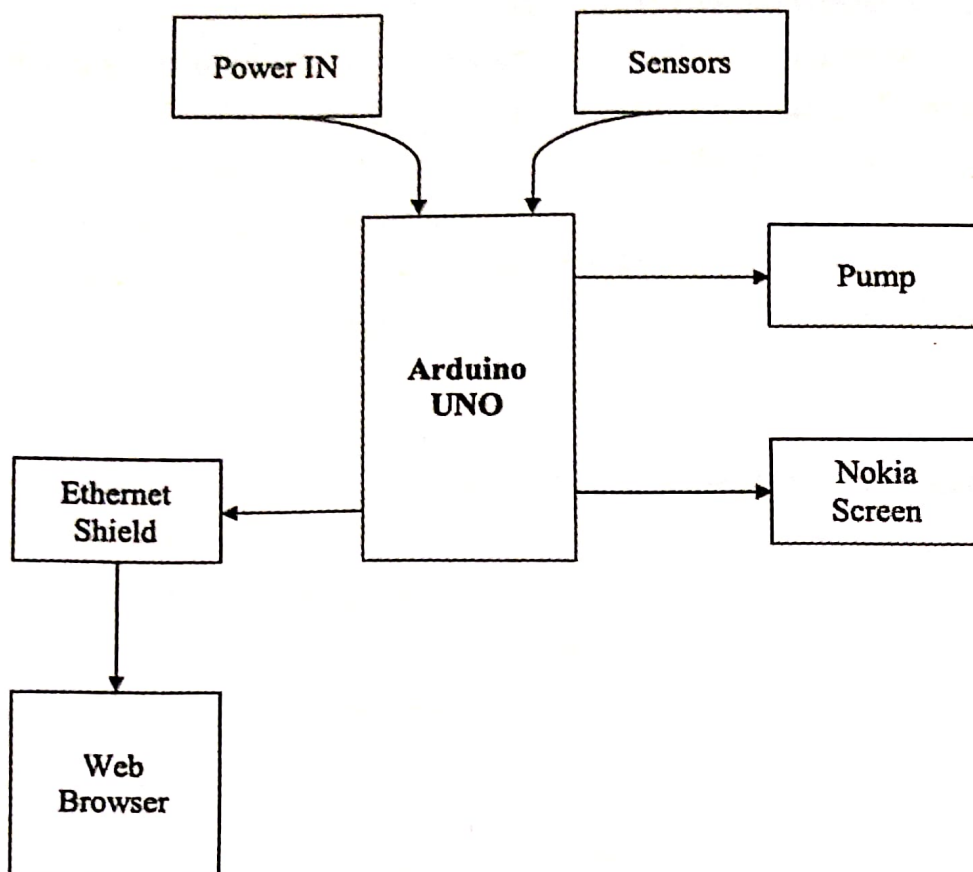 Power IN
Sensors
Pump
Arduino
UNO
Nokia
Screen
Ethernet
Shield
Web
Browser